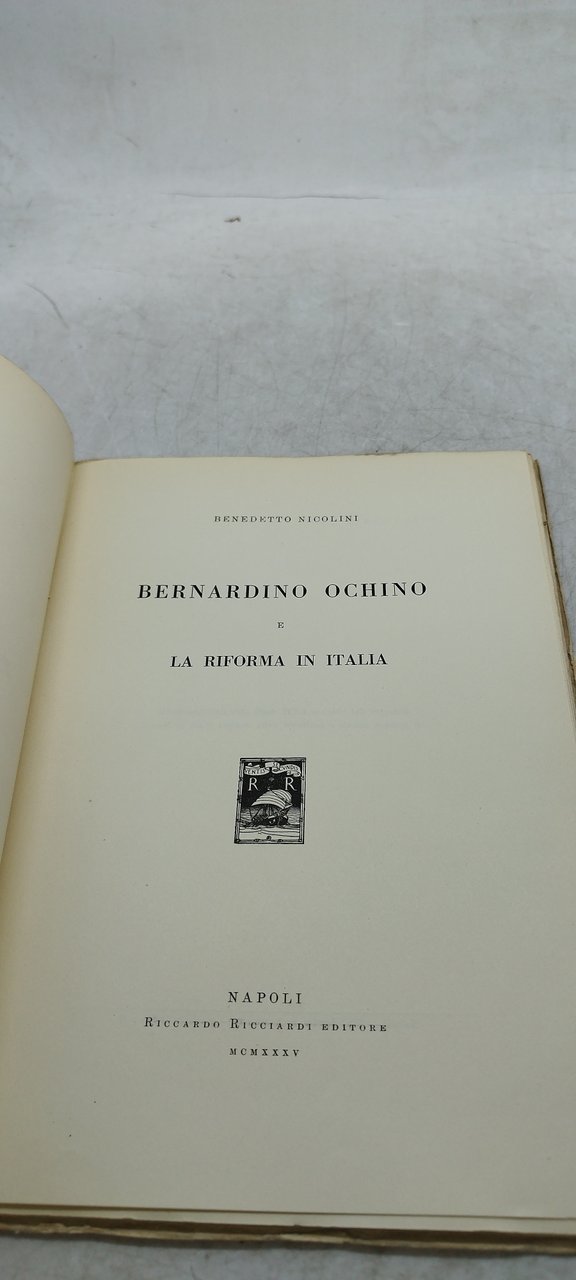 BENEDETTO NICOLINI
BERNARDINO OCHINO
E
LA RIFORMA IN ITALIA
R R
NAPOLI
RICCARDO RICCIARDI EDITORE
MCMXXXV